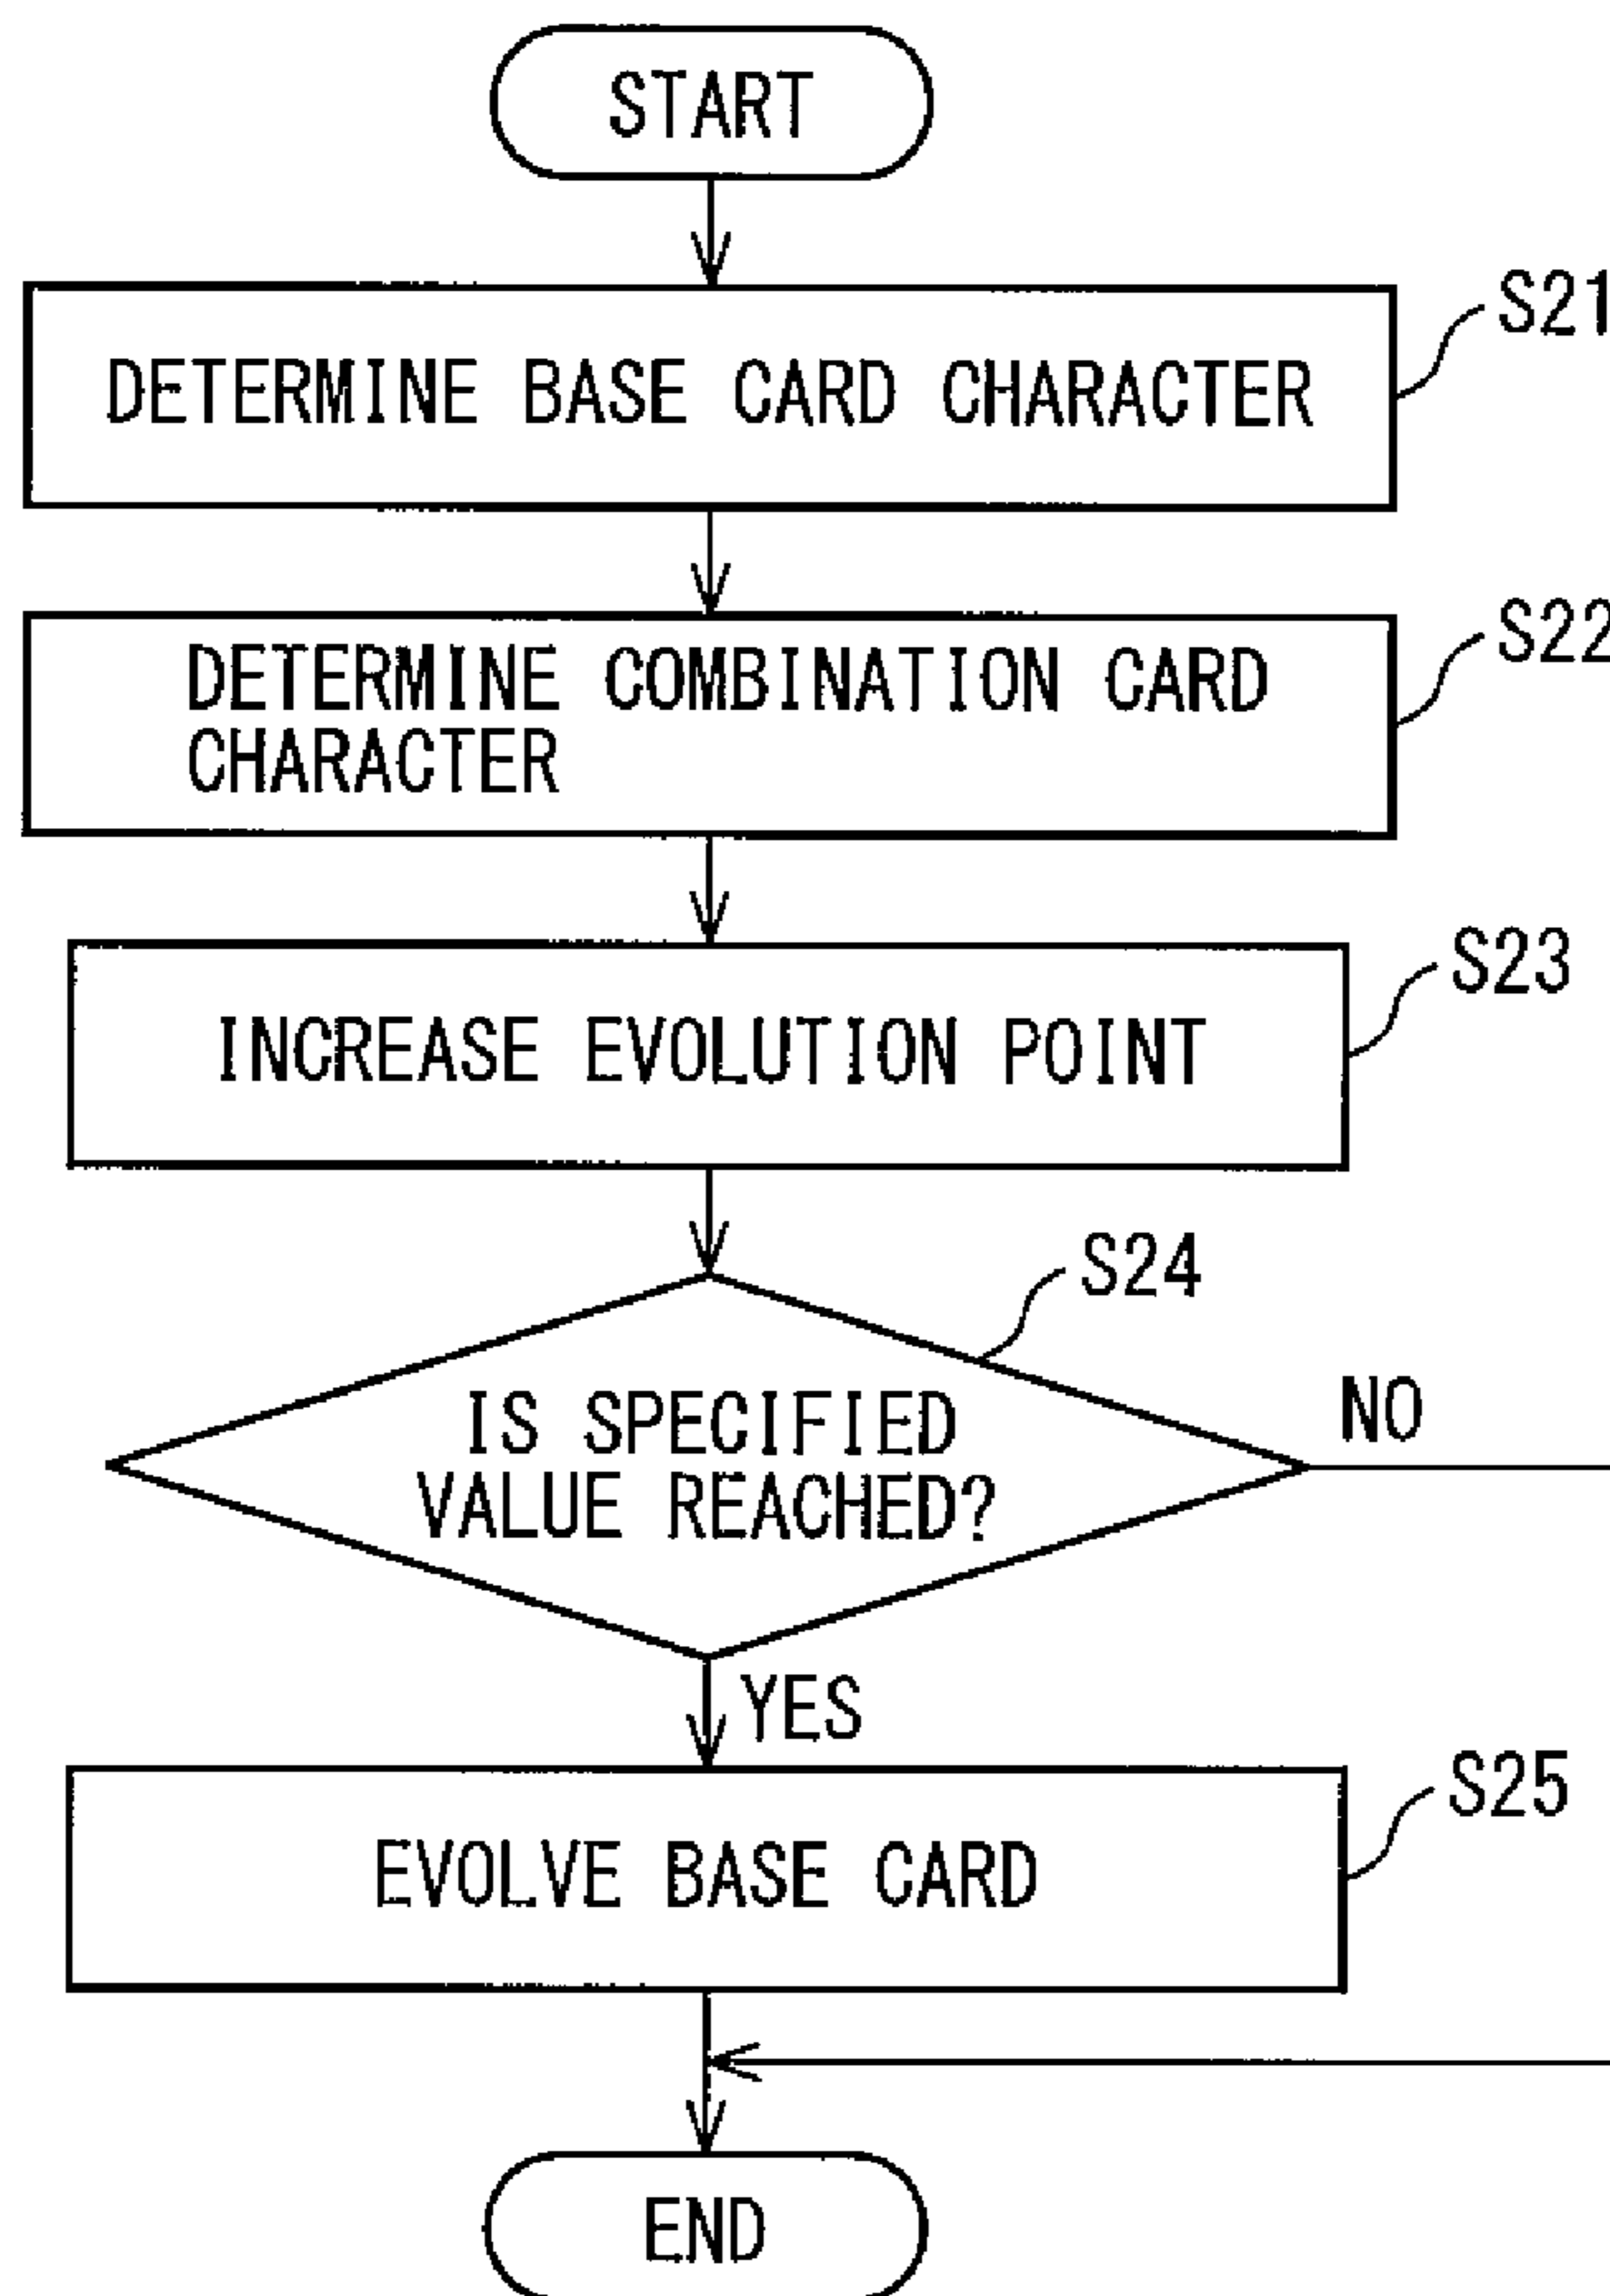 START
S21
DETERMINE BASE CARD CHARACTER
S22
DETERMINE COMBINATION CARD
CHARACTER
S23
INCREASE EVOLUTION POINT
S24
IS SPECIFIED
VALUE REACHED?
NO
YES
S25
EVOLVE BASE CARD
END